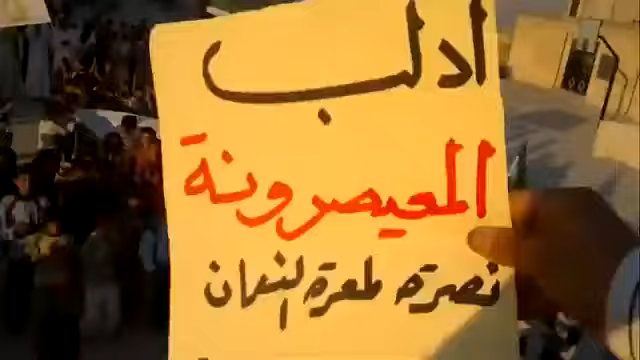 ادلب
المعيصرونة
نصرة لمعرة النعمان